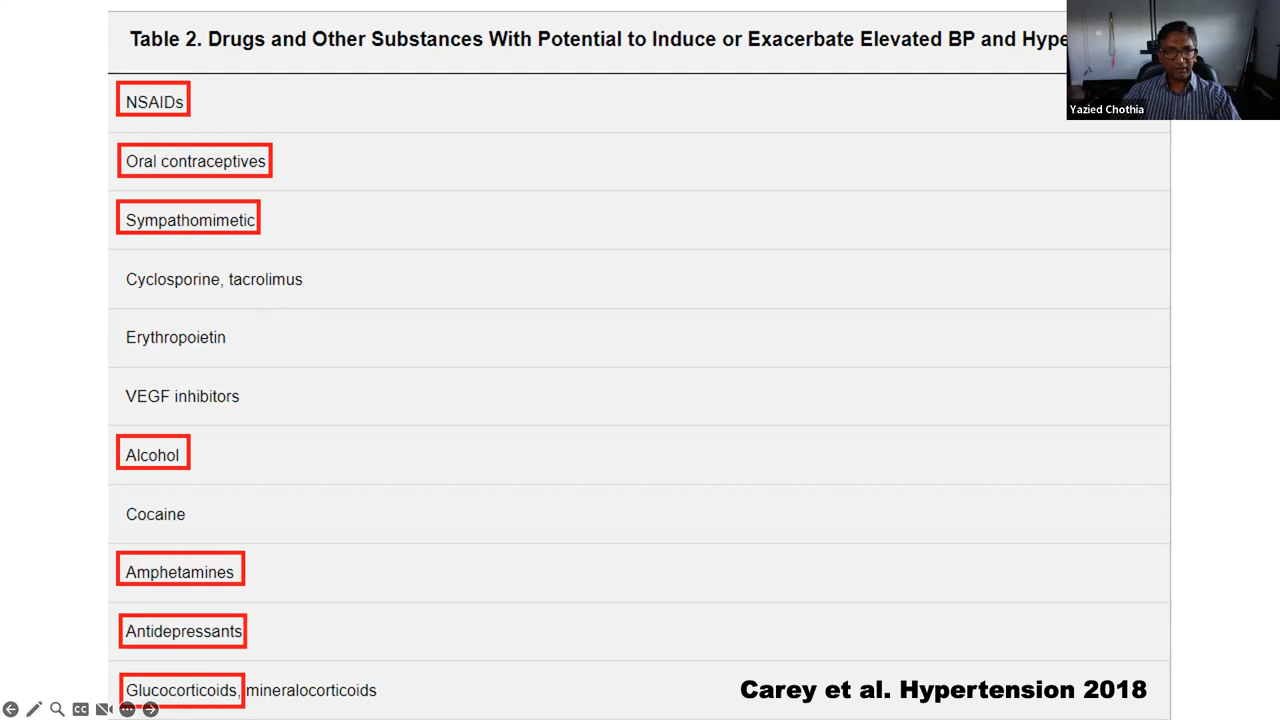 Table 2. Drugs and Other Substances With Potential to Induce or Exacerbate Elevated BP and Hype
Yazied Chothia
NSAIDs
Oral contraceptives
Sympathomimetic
Cyclosporine, tacrolimus
Erythropoietin
VEGF inhibitors
Alcohol
Cocaine
Amphetamines
Antidepressants
Glucocorticoids, mineralocorticoids
Carey et al. Hypertension 2018
CC